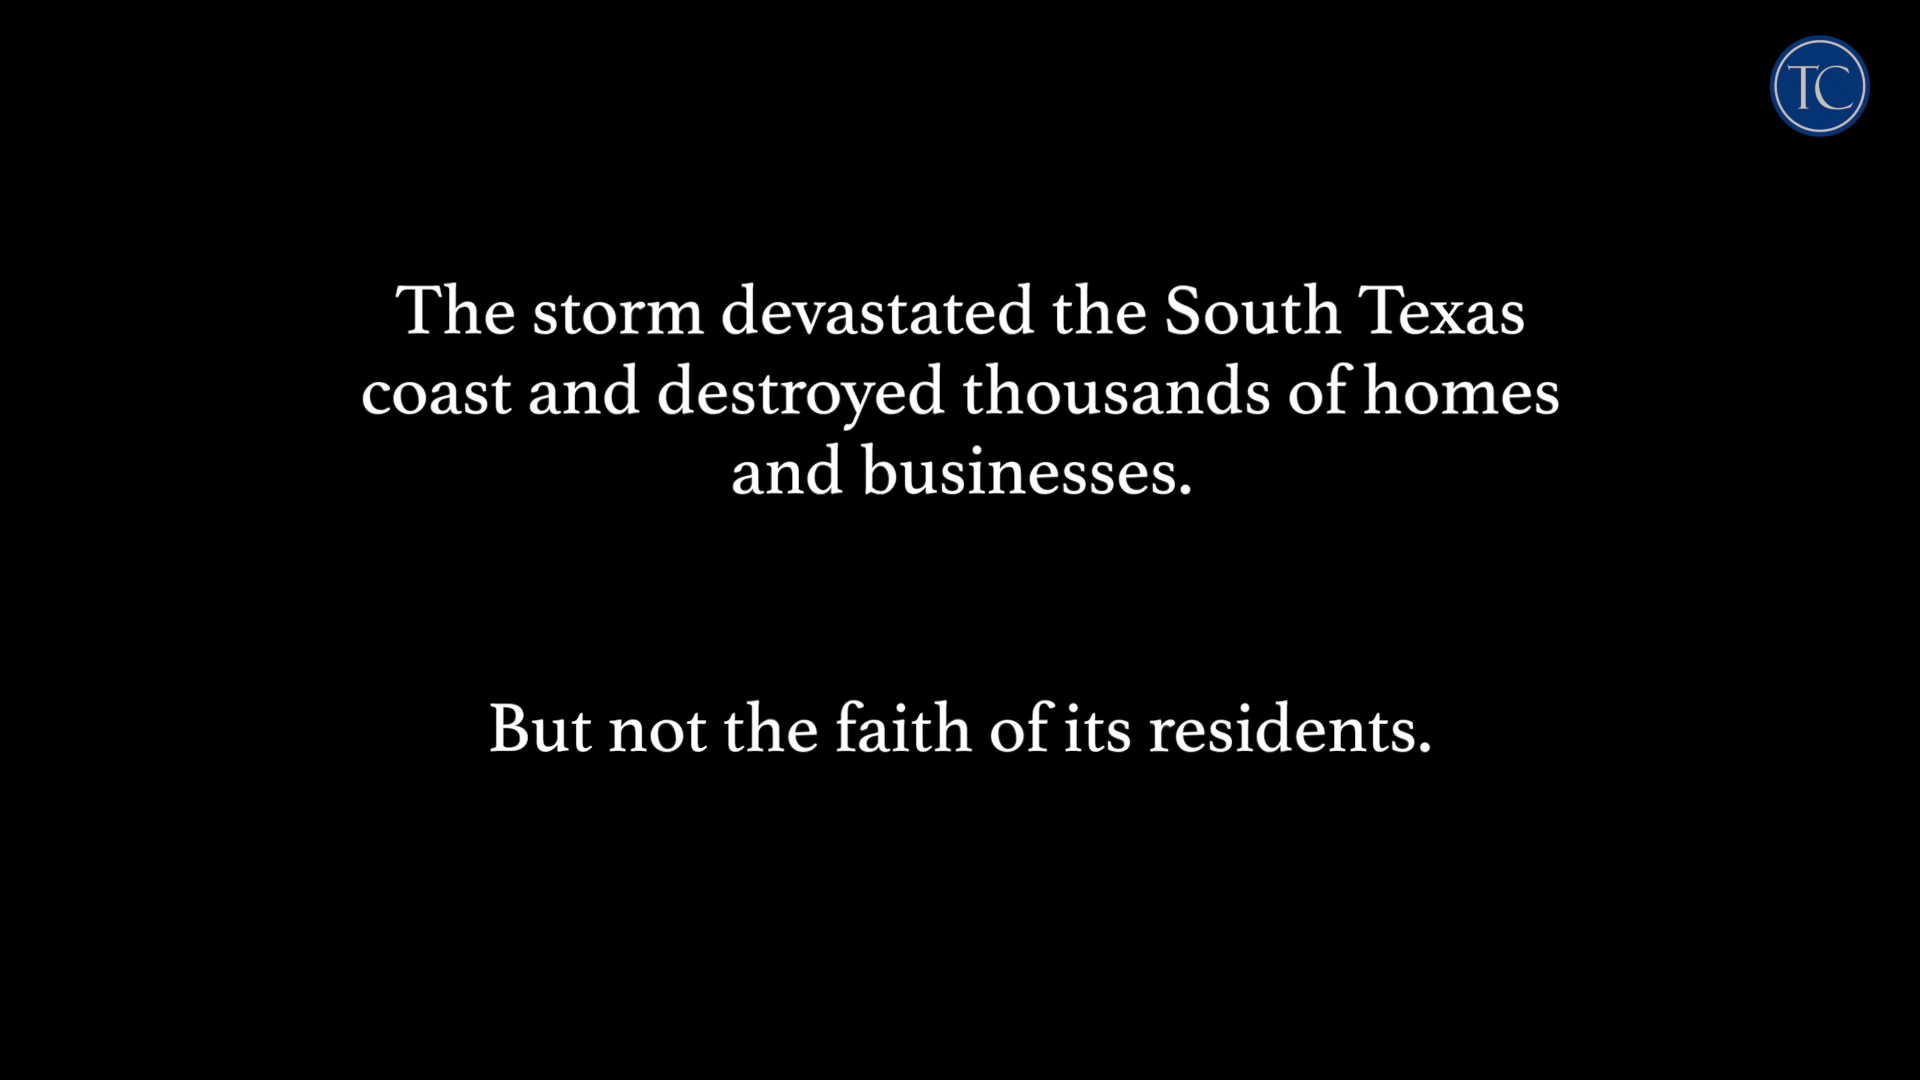 TC
The storm devastated the South Texas
coast and destroyed thousands of homes
and businesses.
But not the faith of its residents.